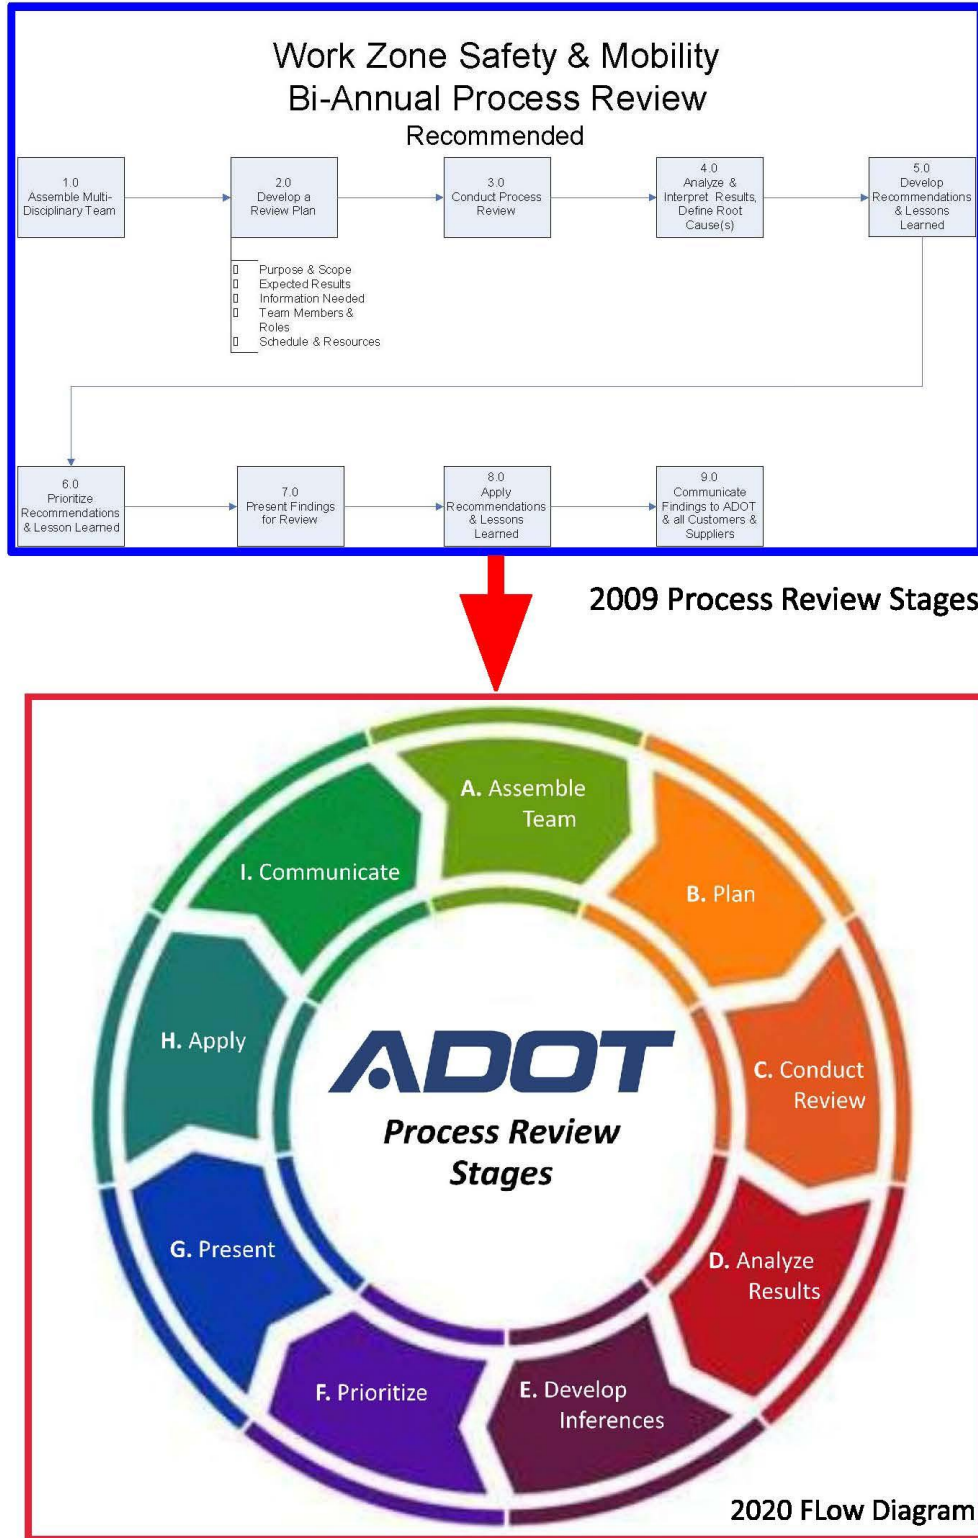 Work Zone Safety & Mobility
Bi-Annual Process Review
Recommended
1.0
Assemble Multi-
Disciplinary Team
2.0
Develop a
Review Plan
3.0
Conduct Process
Review
4.0
Analyze &
Interpret Results,
Define Root
Cause(s)
5.0
Develop
Recommendations
& Lessons
Learned
Purpose & Scope
Expected Results
Information Needed
Team Members &
Roles
Schedule & Resources
6.0
Prioritize
Recommendations
& Lesson Learned
7.0
Present Findings
for Review
8.0
Apply
Recommendations
& Lessons
Learned
9.0
Communicate
Findings to ADOT
& all Customers &
Suppliers
2009 Process Review Stages
A. Assemble
Team
B. Plan
C. Conduct
Review
D. Analyze
Results
E. Develop
Inferences
F. Prioritize
G. Present
H. Apply
I. Communicate
ADOT
Process Review
Stages
2020 FLow Diagram